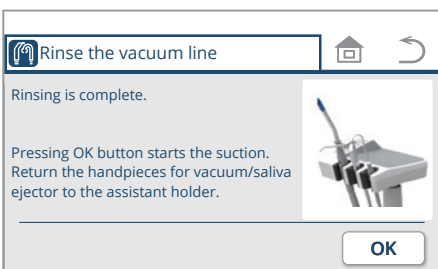 Rinse the vacuum line
Rinsing is complete.
Pressing OK button starts the suction.
Return the handpieces for vacuum/saliva
ejector to the assistant holder.
OK